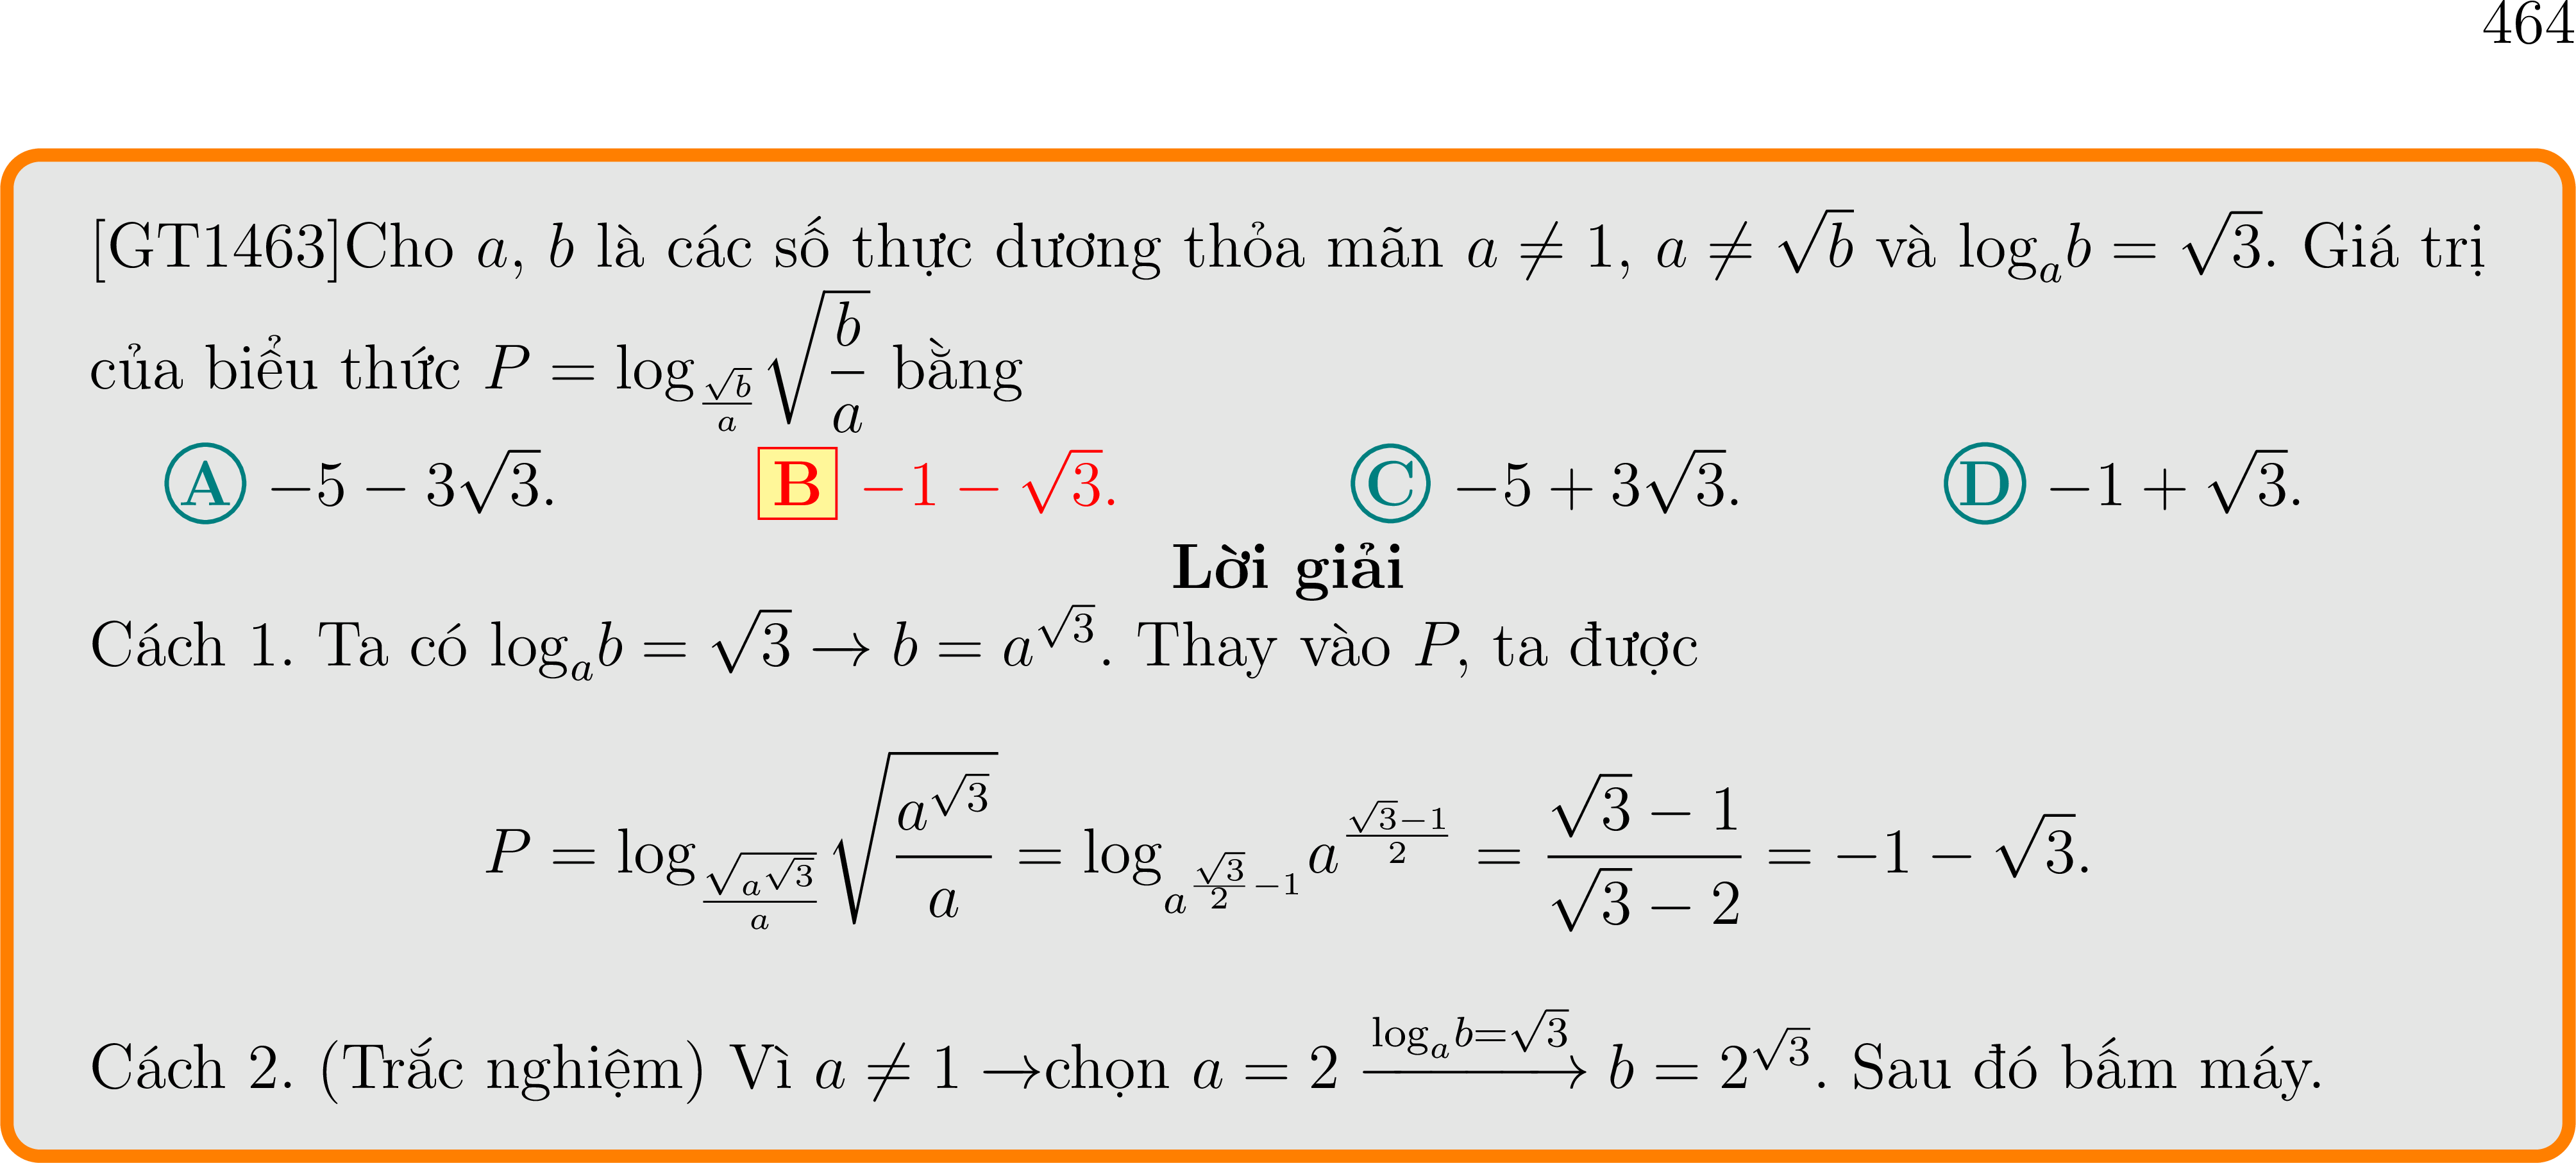 464
[GT1463]Cho $a$, $b$ là các số thực dương thỏa mãn $a \neq 1$, $a \neq \sqrt{b}$ và $\log_a b = \sqrt{3}$. Giá trị
của biểu thức $P = \log_{\frac{\sqrt{b}}{a}} \sqrt{\dfrac{b}{a}}$ bằng
A $-5 - 3\sqrt{3}$. B $-1 - \sqrt{3}$. C $-5 + 3\sqrt{3}$. D $-1 + \sqrt{3}$.
Lời giải
Cách 1. Ta có $\log_a b = \sqrt{3} \to b = a^{\sqrt{3}}$. Thay vào $P$, ta được
$P = \log_{\frac{\sqrt{a^{\sqrt{3}}}}{a}} \sqrt{\dfrac{a^{\sqrt{3}}}{a}} = \log_{a^{\frac{\sqrt{3}}{2}-1}} a^{\frac{\sqrt{3}-1}{2}} = \dfrac{\sqrt{3}-1}{\sqrt{3}-2} = -1 - \sqrt{3}.$
Cách 2. (Trắc nghiệm) Vì $a \neq 1 \to$chọn $a = 2 \xrightarrow{\log_a b = \sqrt{3}} b = 2^{\sqrt{3}}$. Sau đó bấm máy.